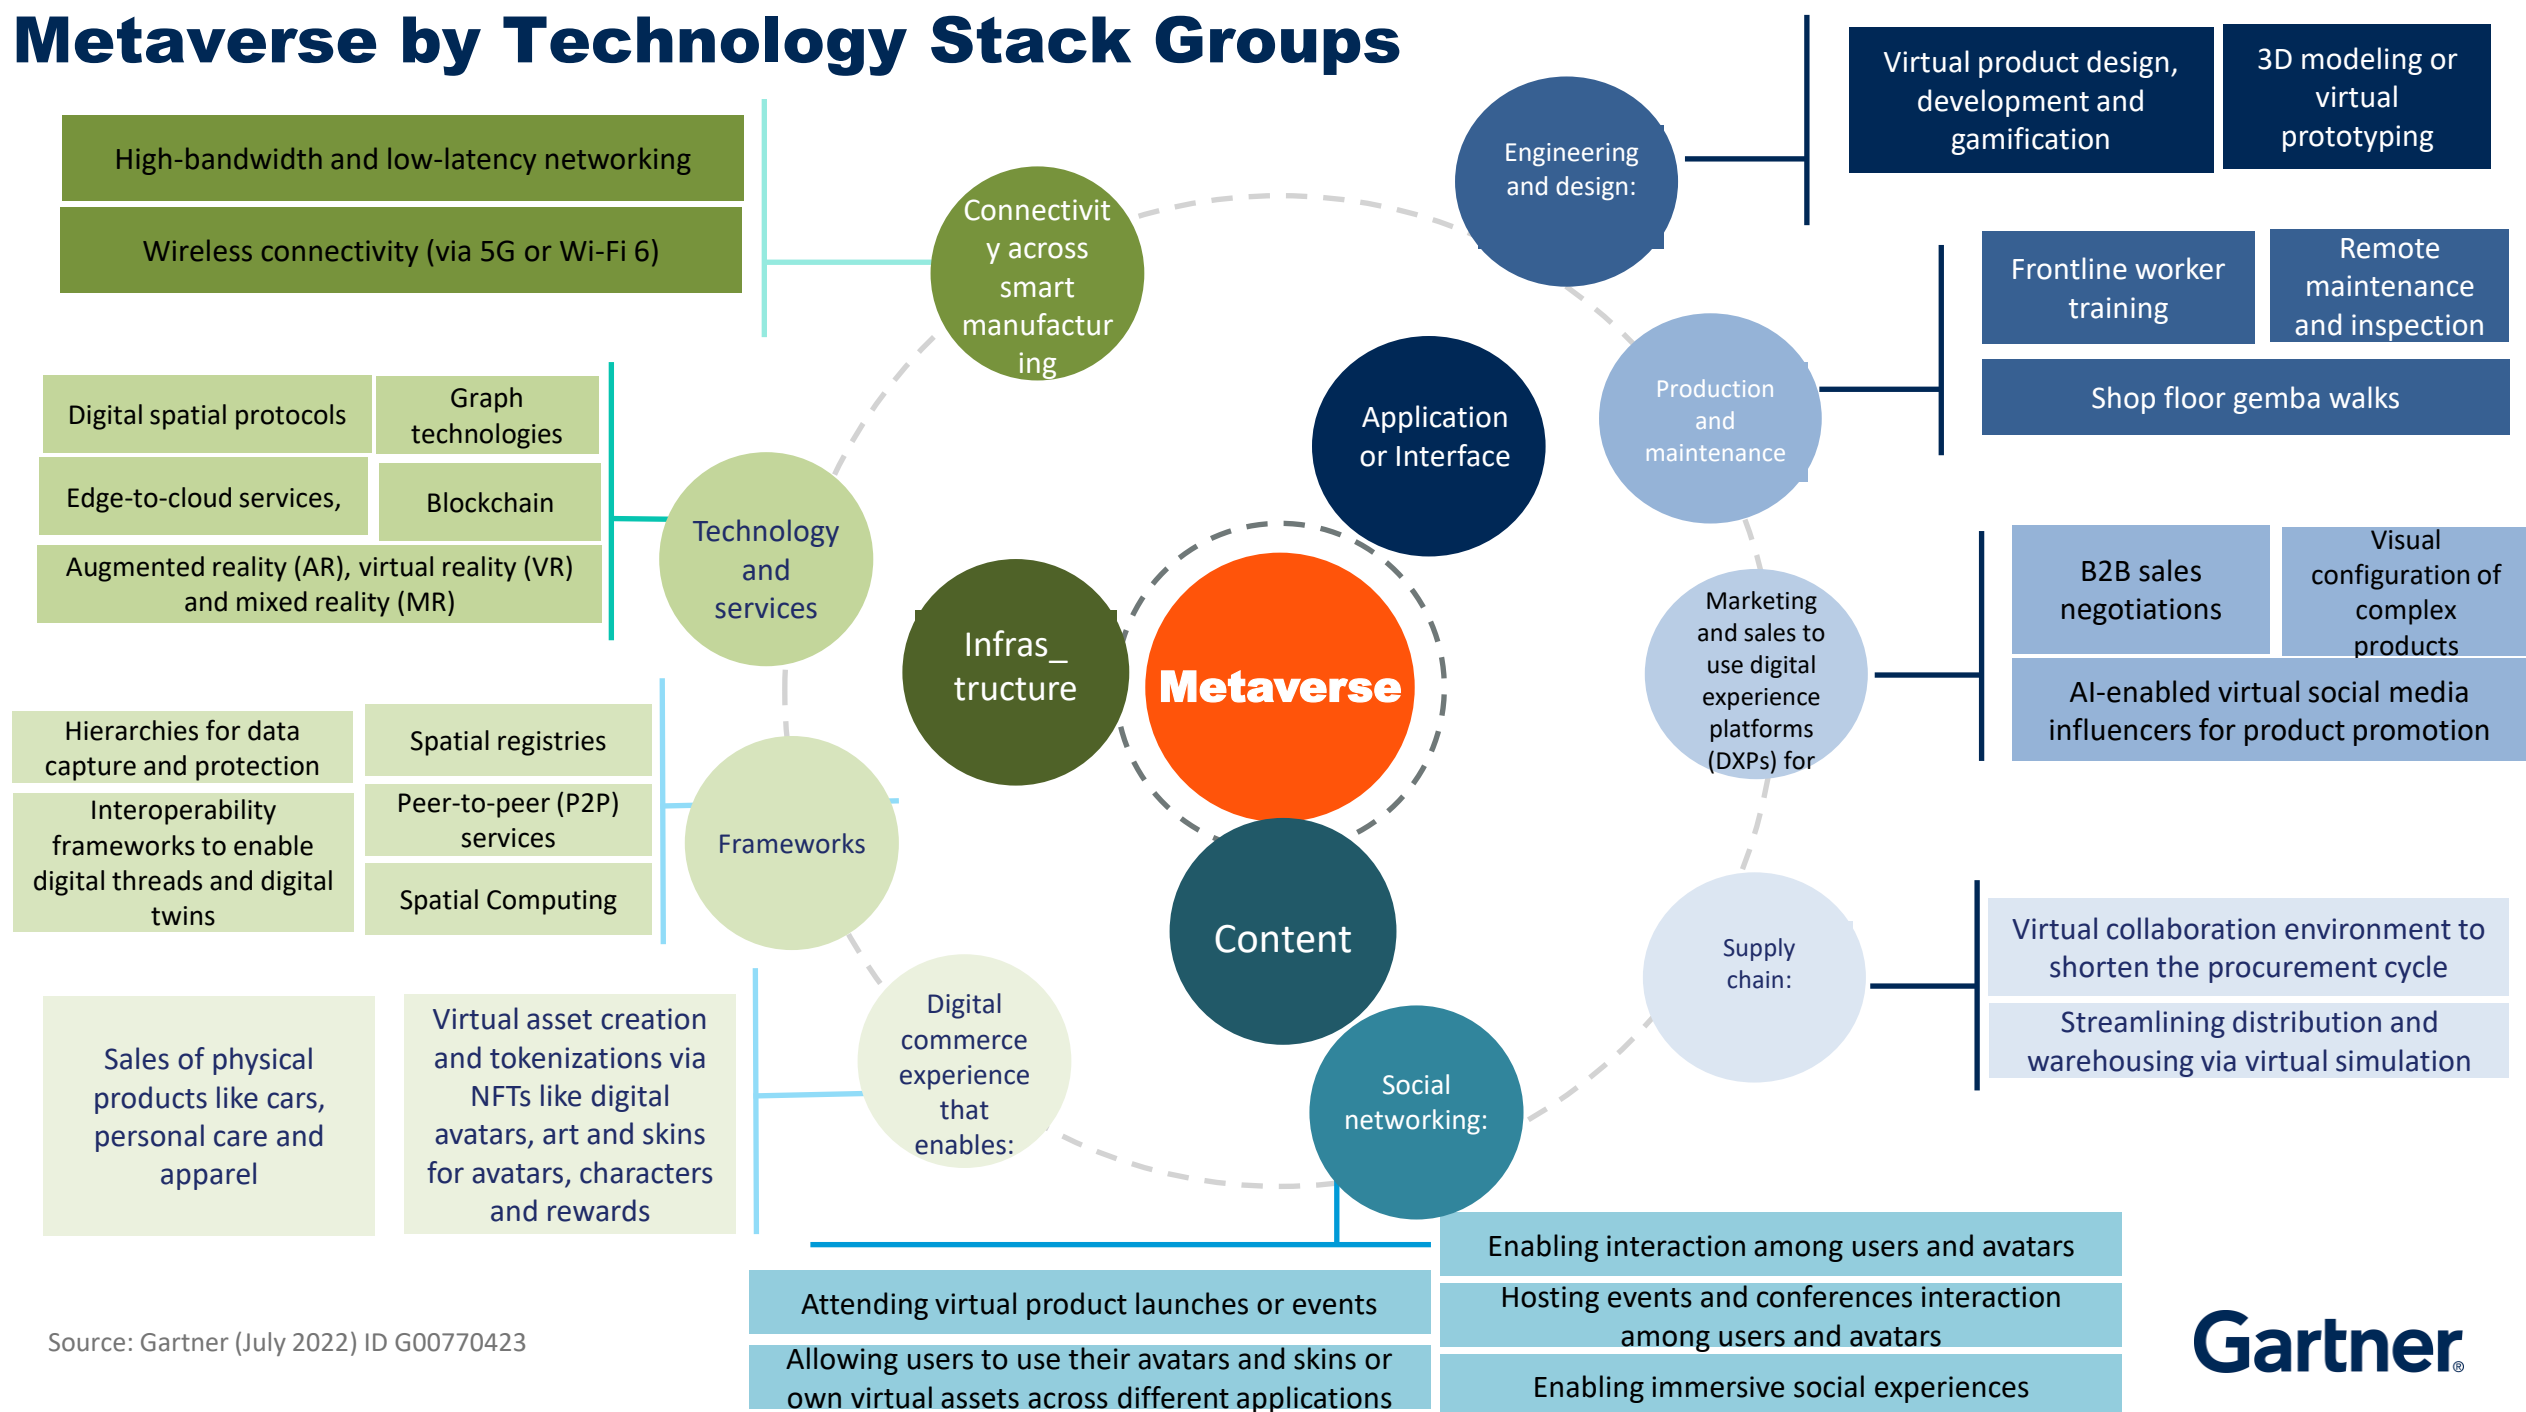 Metaverse by Technology Stack Groups
High-bandwidth and low-latency networking
Wireless connectivity (via 5G or Wi-Fi 6)
Connectivit
y across
smart
manufactur
ing
Digital spatial protocols
Graph
technologies
Edge-to-cloud services,
Blockchain
Augmented reality (AR), virtual reality (VR)
and mixed reality (MR)
Technology
and
services
Hierarchies for data
capture and protection
Spatial registries
Interoperability
frameworks to enable
digital threads and digital
twins
Peer-to-peer (P2P)
services
Spatial Computing
Frameworks
Sales of physical
products like cars,
personal care and
apparel
Virtual asset creation
and tokenizations via
NFTs like digital
avatars, art and skins
for avatars, characters
and rewards
Digital
commerce
experience
that
enables:
Infras_
tructure
Metaverse
Application
or Interface
Content
Engineering
and design:
Virtual product design,
development and
gamification
3D modeling or
virtual
prototyping
Production
and
maintenance
Frontline worker
training
Remote
maintenance
and inspection
Shop floor gemba walks
Marketing
and sales to
use digital
experience
platforms
(DXPs) for
B2B sales
negotiations
Visual
configuration of
complex
products
AI-enabled virtual social media
influencers for product promotion
Supply
chain:
Virtual collaboration environment to
shorten the procurement cycle
Streamlining distribution and
warehousing via virtual simulation
Social
networking:
Attending virtual product launches or events
Allowing users to use their avatars and skins or
own virtual assets across different applications
Enabling interaction among users and avatars
Hosting events and conferences interaction
among users and avatars
Enabling immersive social experiences
Source: Gartner (July 2022) ID G00770423
Gartner®